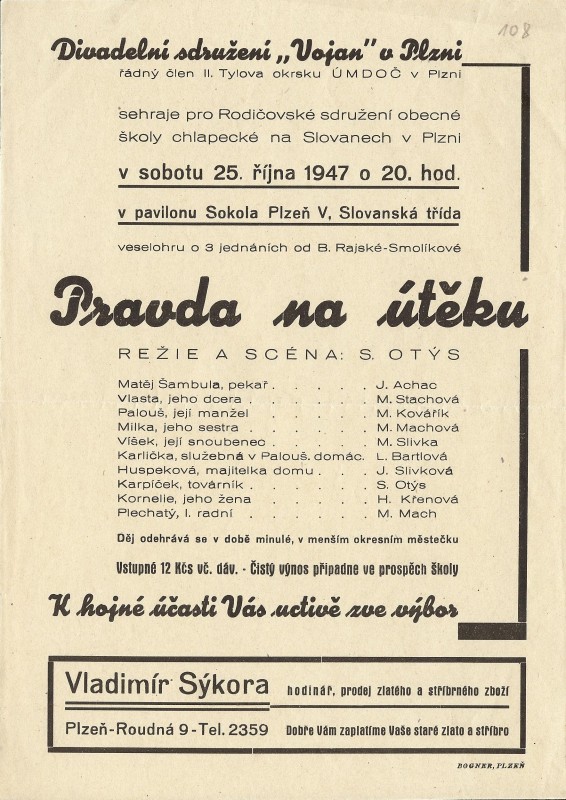 108
Divadelní sdružení „Vojan" v Plzni
řádný člen II. Tylova okrsku ÚMDOČ v Plzni
sehraje pro Rodičovské sdružení obecné
školy chlapecké na Slovanech v Plzni
v sobotu 25. října 1947 o 20. hod.
v pavilonu Sokola Plzeň V, Slovanská třída
veselohru o 3 jednáních od B. Rajské-Smolíkové
Pravda na útěku
REŽIE A SCÉNA: S. OTÝS
Matěj Šambula, pekař . . . . . J. Achac
Vlasta, jeho dcera . . . . . . M. Stachová
Palouš, její manžel . . . . . . M. Kovářík
Milka, jeho sestra . . . . . . M. Machová
Víšek, její snoubenec . . . . . M. Slivka
Karlička, služebná v Palouš. domác. L. Bartlová
Huspeková, majitelka domu . . . J. Slivková
Karpíček, továrník . . . . . . S. Otýs
Kornelie, jeho žena . . . . . . H. Křenová
Plechatý, I. radní . . . . . . M. Mach
Děj odehrává se v době minulé, v menším okresním městečku
Vstupné 12 Kčs vč. dáv. - Čistý výnos připadne ve prospěch školy
K hojné účasti Vás uctivě zve výbor
Vladimír Sýkora hodinář, prodej zlatého a stříbrného zboží
Plzeň-Roudná 9 - Tel. 2359 Dobře Vám zaplatíme Vaše staré zlato a stříbro
BOGNER, PLZEŇ